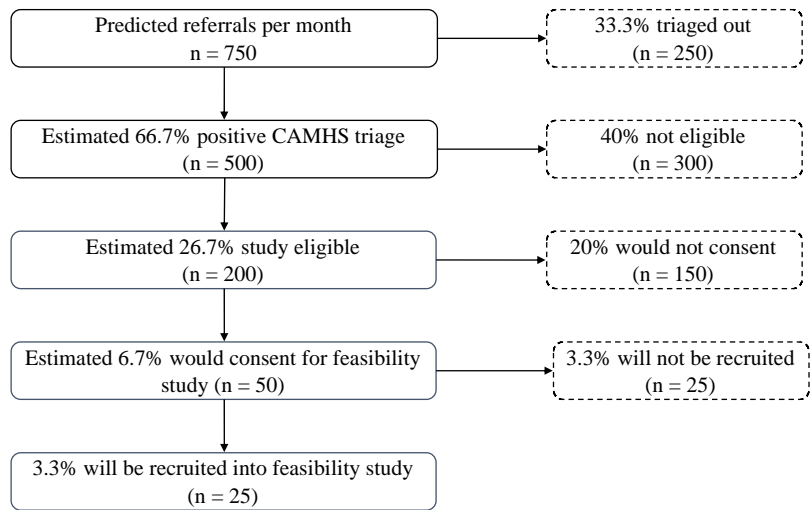 Predicted referrals per month
n = 750
33.3% triaged out
(n = 250)
Estimated 66.7% positive CAMHS triage
(n = 500)
40% not eligible
(n = 300)
Estimated 26.7% study eligible
(n = 200)
20% would not consent
(n = 150)
Estimated 6.7% would consent for feasibility
study (n = 50)
3.3% will not be recruited
(n = 25)
3.3% will be recruited into feasibility study
(n = 25)